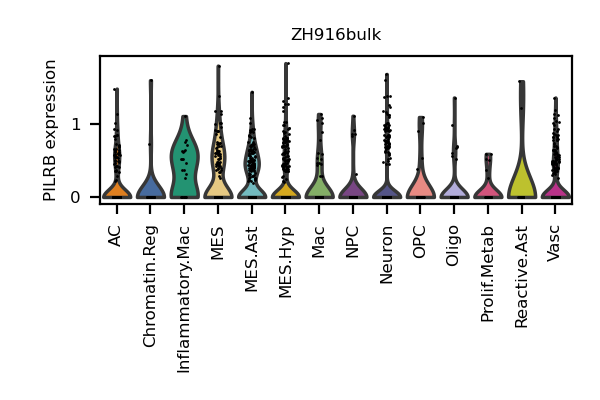 ZH916bulk
PILRB expression
1
0
AC
Chromatin.Reg
Inflammatory.Mac
MES
MES.Ast
MES.Hyp
Mac
NPC
Neuron
OPC
Oligo
Prolif.Metab
Reactive.Ast
Vasc